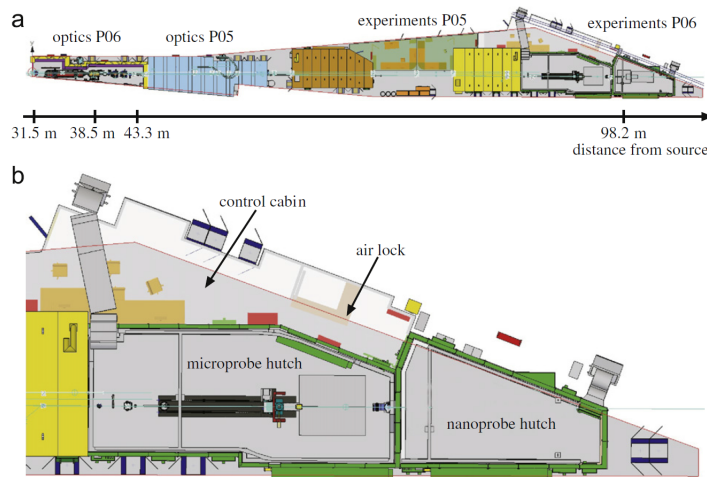 a
optics P06
optics P05
experiments P05
experiments P06
31.5 m
38.5 m
43.3 m
98.2 m
distance from source
b
control cabin
air lock
microprobe hutch
nanoprobe hutch